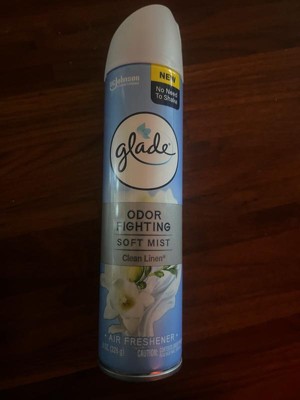 SC Johnson
NEW
No Need
To Shake
glade
ODOR
FIGHTING
SOFT MIST
Clean Linen®
• AIR FRESHENER •
CAUTION: